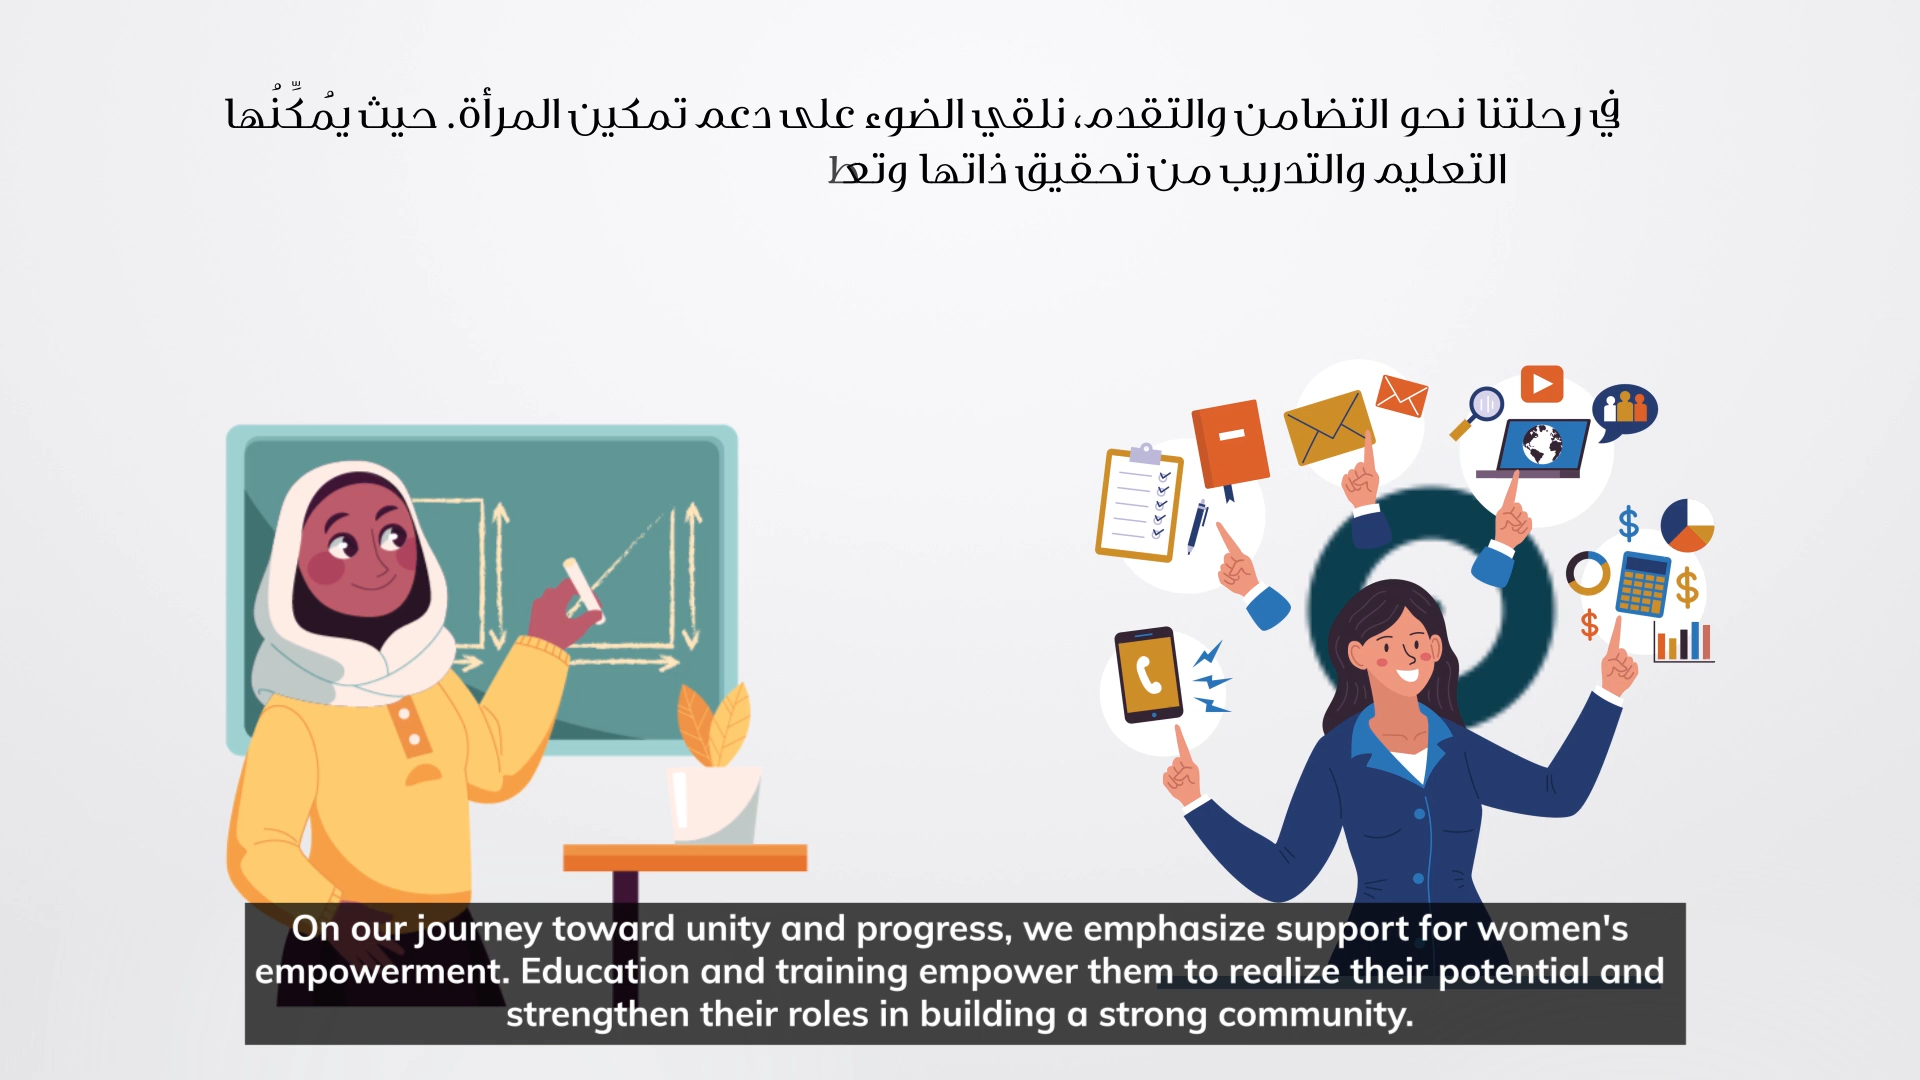 في رحلتنا نحو التضامن والتقدم، نلقي الضوء على دعم تمكين المرأة. حيث يُمكِّنُها
التعليم والتدريب من تحقيق ذاتها
On our journey toward unity and progress, we emphasize support for women's
empowerment. Education and training empower them to realize their potential and
strengthen their roles in building a strong community.